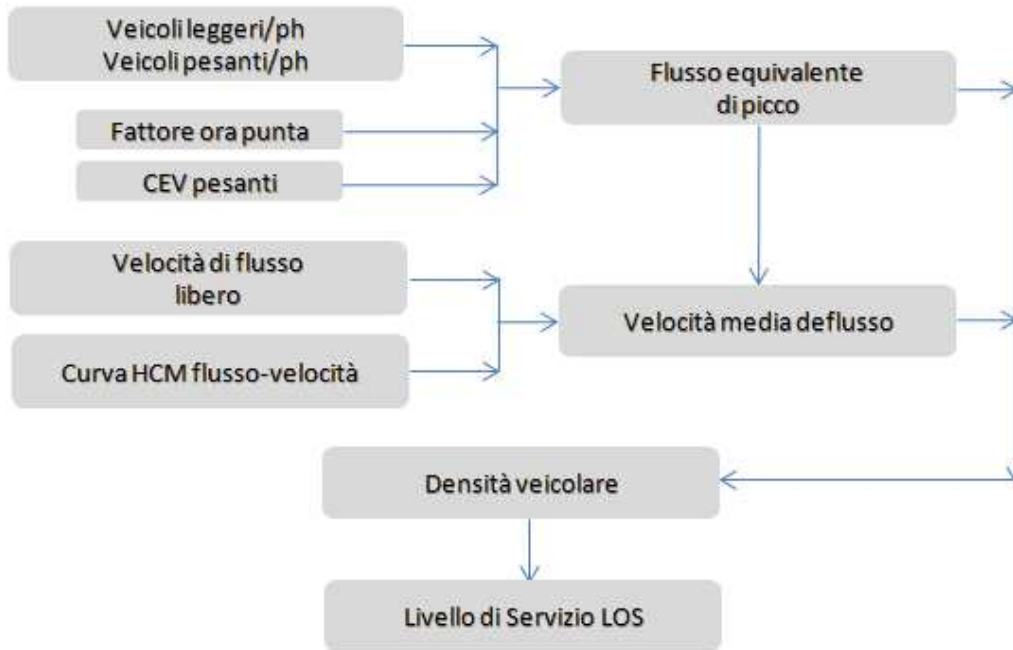 Veicoli leggeri/ph
Veicoli pesanti/ph
Flusso equivalente
di picco
Fattore ora punta
CEV pesanti
Velocità di flusso
libero
Velocità media deflusso
Curva HCM flusso-velocità
Densità veicolare
Livello di Servizio LOS